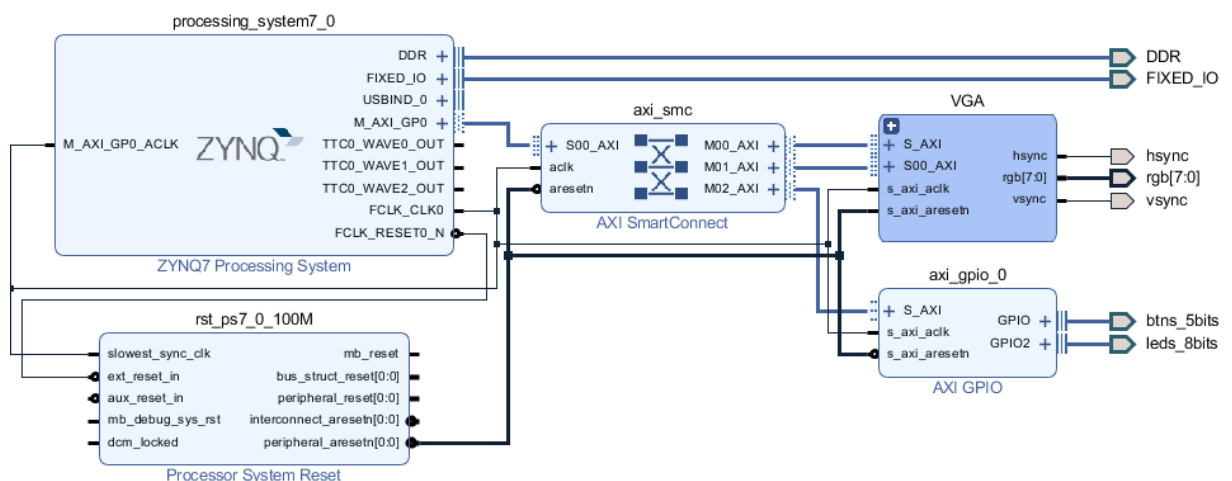 processing_system7_0
DDR
FIXED_IO
USBIND_0
M_AXI_GP0
M_AXI_GP0_ACLK
ZYNQ
TTC0_WAVE0_OUT
TTC0_WAVE1_OUT
TTC0_WAVE2_OUT
FCLK_CLK0
FCLK_RESET0_N
ZYNQ7 Processing System
rst_ps7_0_100M
slowest_sync_clk
ext_reset_in
aux_reset_in
mb_debug_sys_rst
dcm_locked
mb_reset
bus_struct_reset[0:0]
peripheral_reset[0:0]
interconnect_aresetn[0:0]
peripheral_aresetn[0:0]
Processor System Reset
axi_smc
S00_AXI
aclk
aresetn
M00_AXI
M01_AXI
M02_AXI
AXI SmartConnect
VGA
S_AXI
S00_AXI
s_axi_aclk
s_axi_aresetn
hsync
rgb[7:0]
vsync
axi_gpio_0
S_AXI
s_axi_aclk
s_axi_aresetn
GPIO
GPIO2
AXI GPIO
DDR
FIXED_IO
hsync
rgb[7:0]
vsync
btns_5bits
leds_8bits